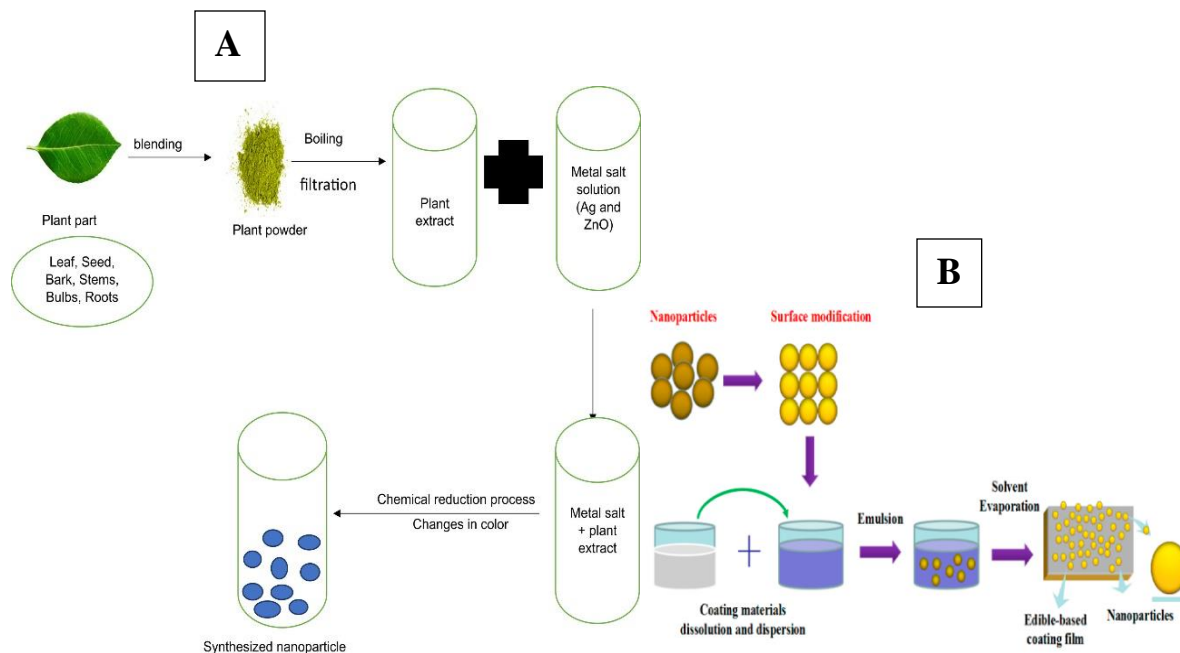 A
blending
Boiling
filtration
Plant part
Plant powder
Leaf, Seed,
Bark, Stems,
Bulbs, Roots
Plant
extract
Metal salt
solution
(Ag and
ZnO)
Chemical reduction process
Changes in color
Metal salt
+ plant
extract
Synthesized nanoparticle
B
Nanoparticles
Surface modification
Coating materials
dissolution and dispersion
Emulsion
Solvent
Evaporation
Edible-based
coating film
Nanoparticles